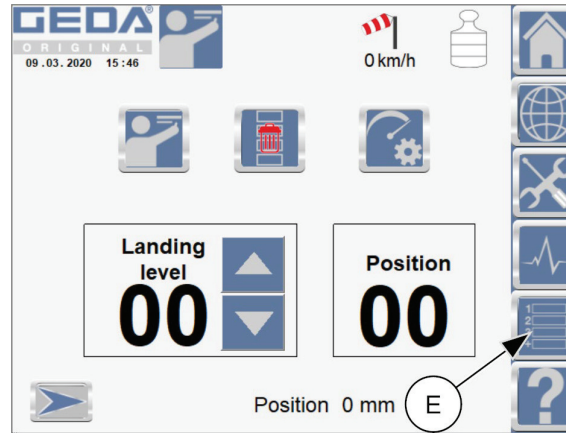 GEDA®
ORIGINAL
09.03.2020 15:46
0 km/h
Landing
level
00
Position
00
1
2
3
4
Position 0 mm
E
?